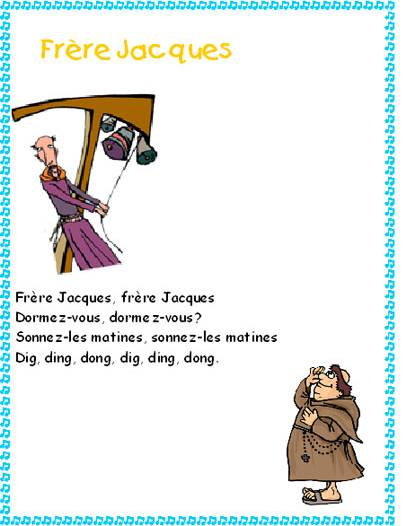 Frère Jacques
Frère Jacques, frère Jacques
Dormez-vous, dormez-vous?
Sonnez-les matines, sonnez-les matines
Dig, ding, dong, dig, ding, dong.